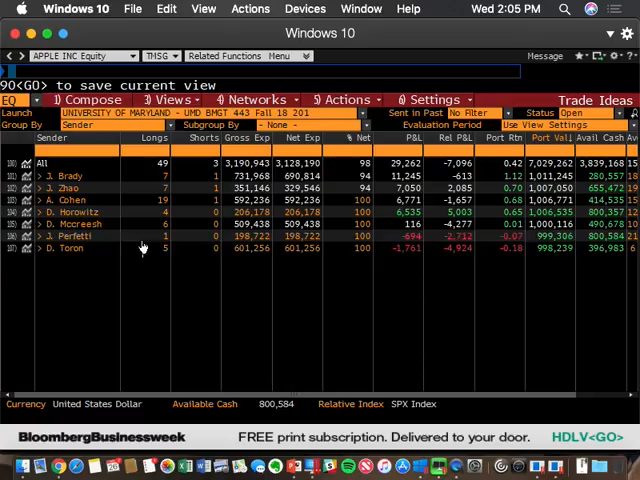 Windows 10 File Edit View Actions Devices Window Help Wed 2:05 PM
Windows 10
APPLE INC Equity TMSG Related Functions Menu Message
90<GO> to save current view
EQ 1) Compose 3) Views 4) Networks 5) Actions 6) Settings Trade Ideas
Launch UNIVERSITY OF MARYLAND - UMD BMGT 443 Fall 18 201 Sent in Past No Filter Status Open
Group By Sender Subgroup By - None - Evaluation Period Use View Settings
Sender Longs Shorts Gross Exp Net Exp % Net P&L Rel P&L Port Rtn Port Val↓ Avail Cash
100) All 49 3 3,190,943 3,128,190 98 29,262 -7,096 0.42 7,029,262 3,839,168
101) > J. Brady 7 1 731,968 690,814 94 11,245 -613 1.12 1,011,245 280,557
102) > J. Zhao 7 1 351,146 329,546 94 7,050 2,085 0.70 1,007,050 655,472
103) > A. Cohen 19 1 592,236 592,236 100 6,771 -1,657 0.68 1,006,771 414,535
104) > D. Horowitz 4 0 206,178 206,178 100 6,535 5,003 0.65 1,006,535 800,357
105) > D. Mccreesh 6 0 509,438 509,438 100 116 -4,277 0.01 1,000,116 490,678
106) > J. Perfetti 1 0 198,722 198,722 100 -694 -2,712 -0.07 999,306 800,584
107) > D. Toron 5 0 601,256 601,256 100 -1,761 -4,924 -0.18 998,239 396,983
Currency United States Dollar Available Cash 800,584 Relative Index SPX Index
BloombergBusinessweek FREE print subscription. Delivered to your door. HDLV<GO>